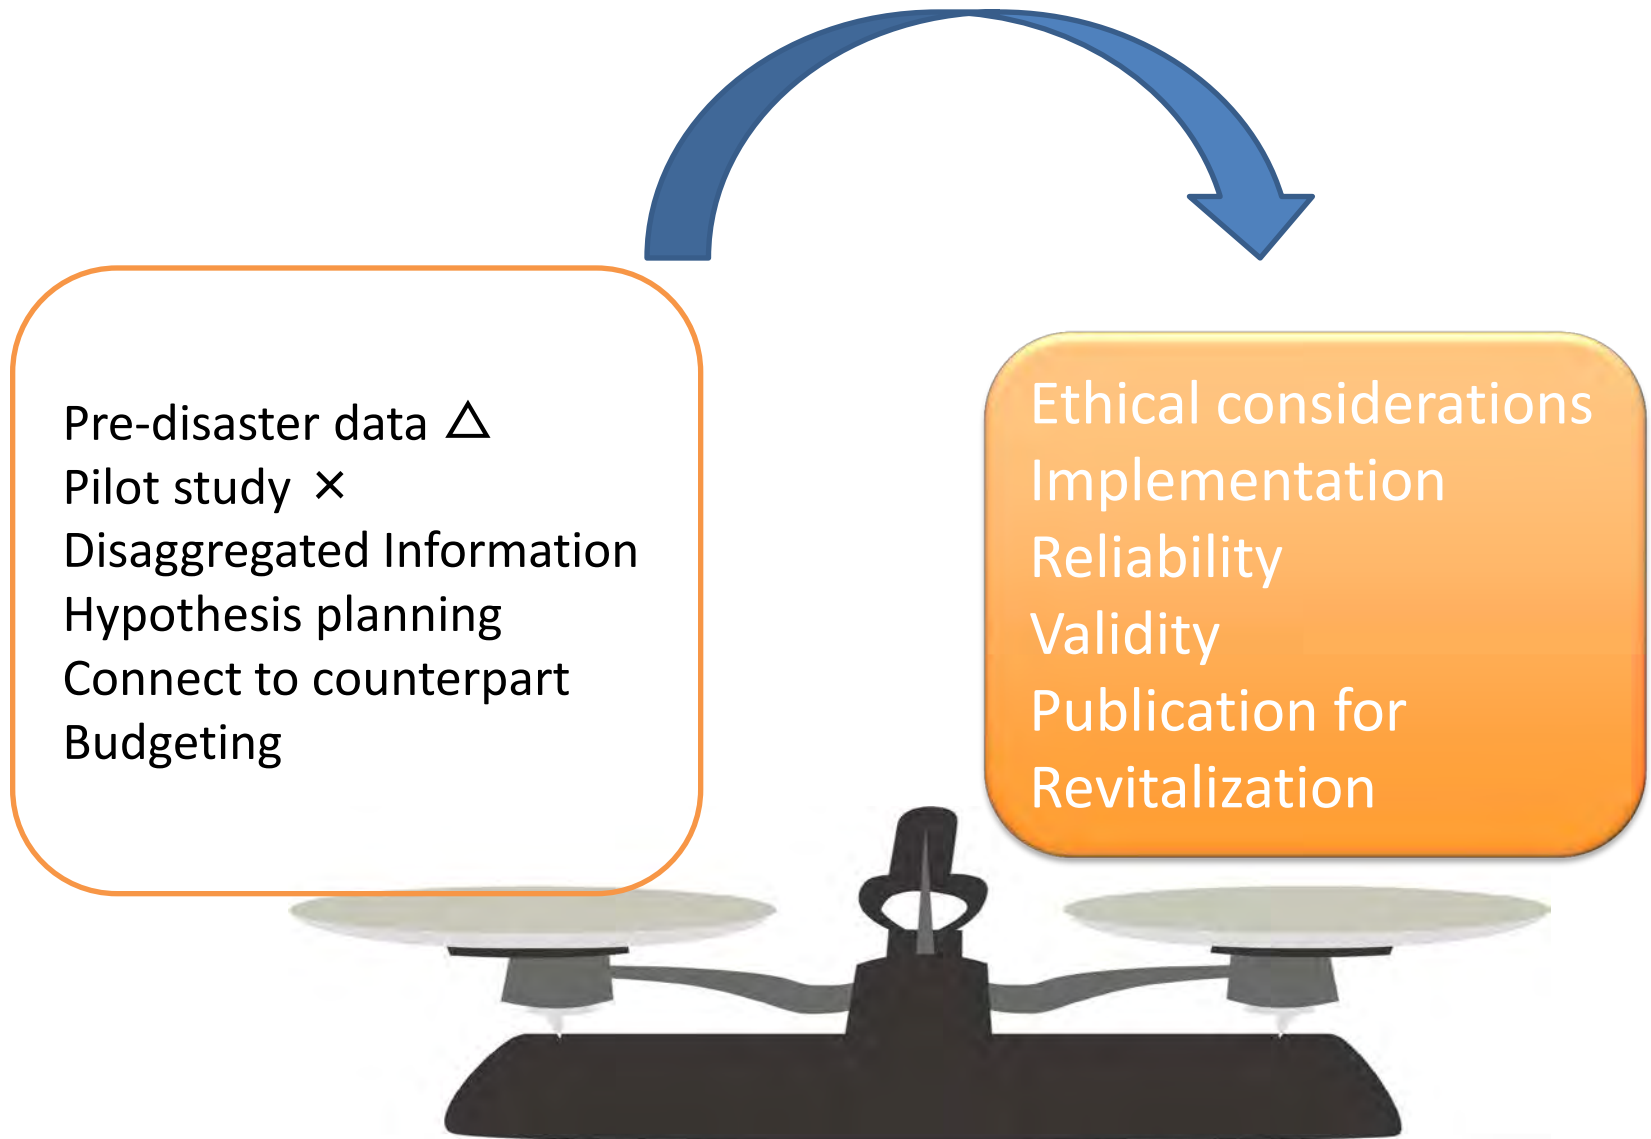 Pre-disaster data △
Pilot study ×
Disaggregated Information
Hypothesis planning
Connect to counterpart
Budgeting
Ethical considerations
Implementation
Reliability
Validity
Publication for
Revitalization